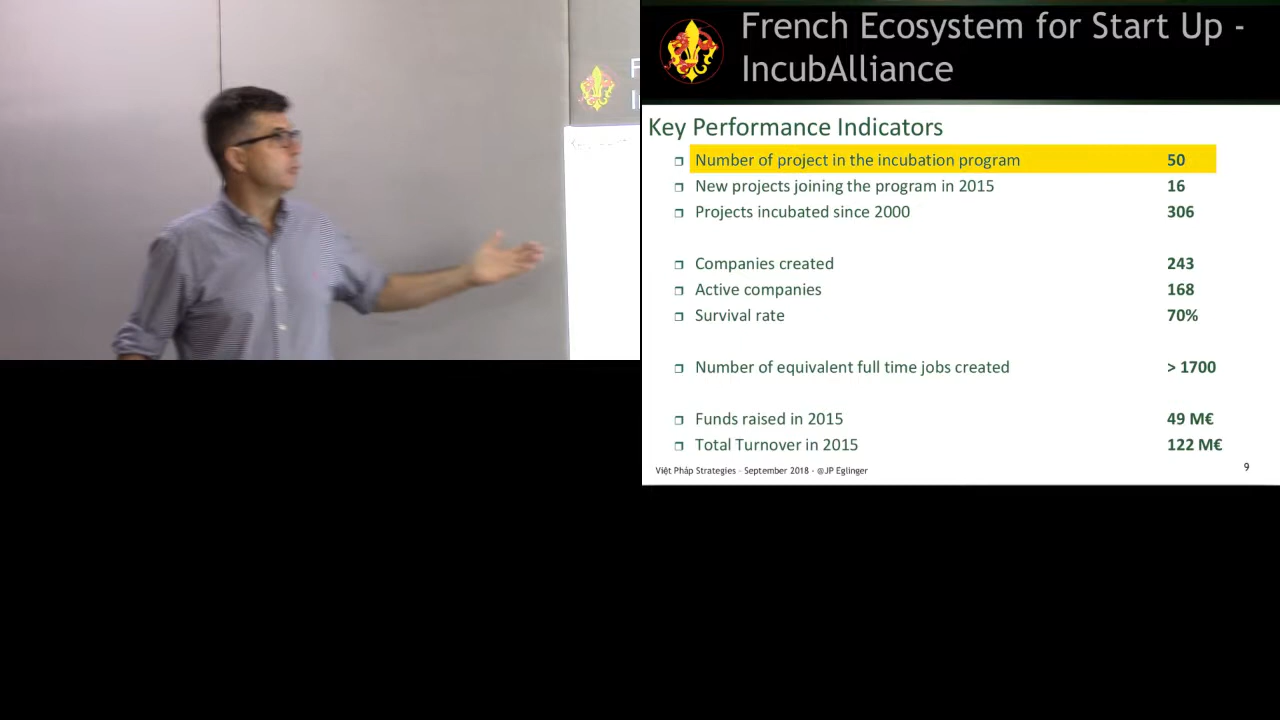 French Ecosystem for Start Up -
IncubAlliance
Key Performance Indicators
Number of project in the incubation program 50
New projects joining the program in 2015 16
Projects incubated since 2000 306
Companies created 243
Active companies 168
Survival rate 70%
Number of equivalent full time jobs created > 1700
Funds raised in 2015 49 M€
Total Turnover in 2015 122 M€
Việt Pháp Strategies - September 2018 - @JP Eglinger 9